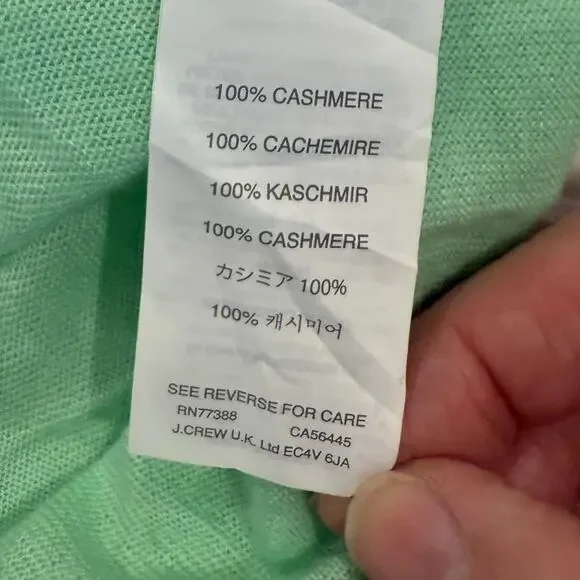 100% CASHMERE
100% CACHEMIRE
100% KASCHMIR
100% CASHMERE
カシミア 100%
100% 캐시미어
SEE REVERSE FOR CARE
RN77388 CA56445
J.CREW U.K. Ltd EC4V 6JA